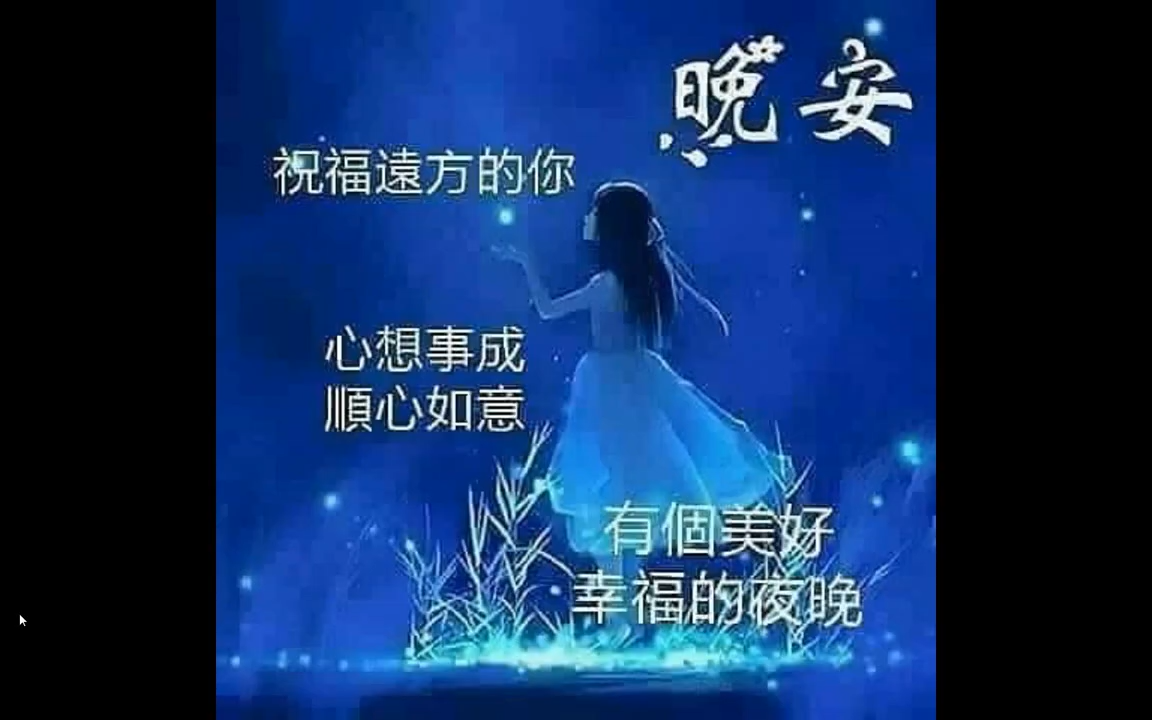 晚安
祝福遠方的你
心想事成
順心如意
有個美好
幸福的夜晚